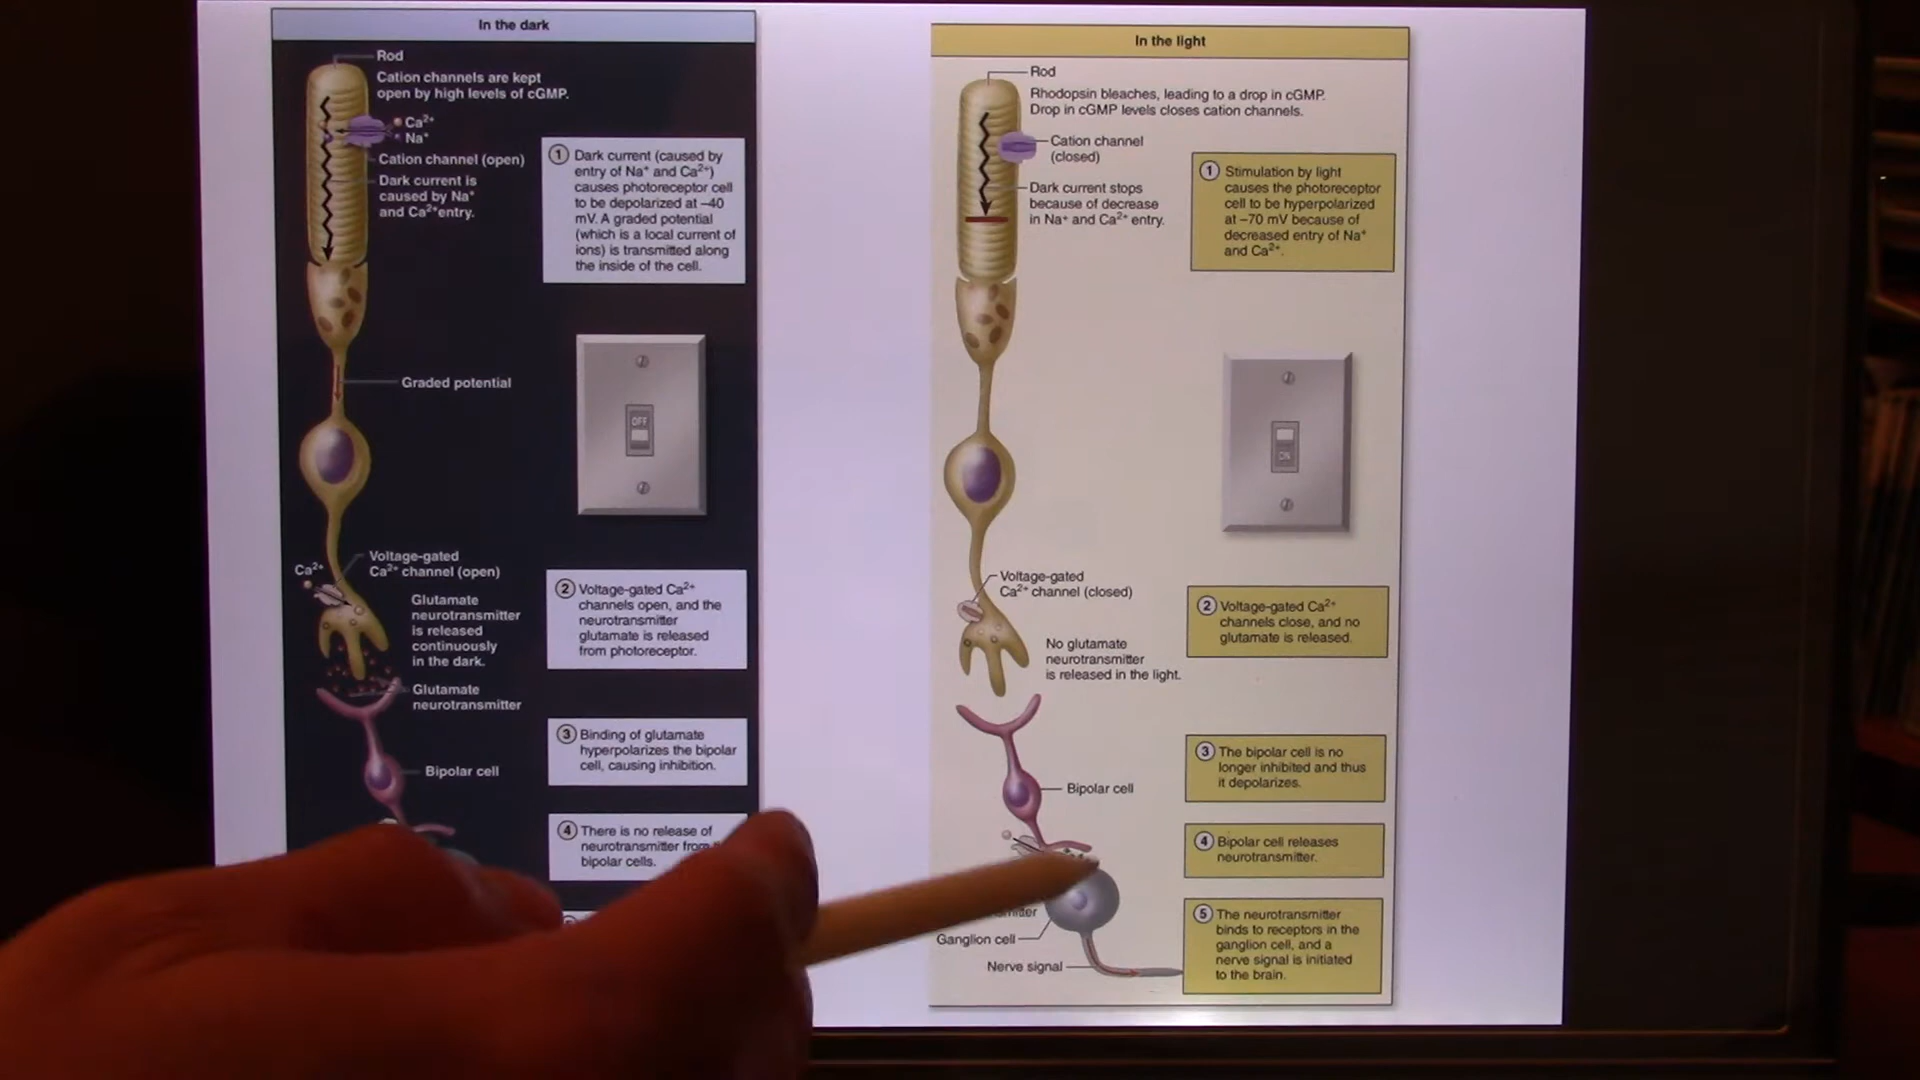 In the dark
Rod
Cation channels are kept
open by high levels of cGMP.
Ca²⁺
Na⁺
Cation channel (open)
Dark current is
caused by Na⁺
and Ca²⁺entry.
1 Dark current (caused by
entry of Na⁺ and Ca²⁺)
causes photoreceptor cell
to be depolarized at –40
mV. A graded potential
(which is a local current of
ions) is transmitted along
the inside of the cell.
OFF
Graded potential
Voltage-gated
Ca²⁺ channel (open)
Ca²⁺
Glutamate
neurotransmitter
is released
continuously
in the dark.
2 Voltage-gated Ca²⁺
channels open, and the
neurotransmitter
glutamate is released
from photoreceptor.
Glutamate
neurotransmitter
3 Binding of glutamate
hyperpolarizes the bipolar
cell, causing inhibition.
Bipolar cell
4 There is no release of
neurotransmitter from
bipolar cells.
In the light
Rod
Rhodopsin bleaches, leading to a drop in cGMP.
Drop in cGMP levels closes cation channels.
Cation channel
(closed)
Dark current stops
because of decrease
in Na⁺ and Ca²⁺ entry.
1 Stimulation by light
causes the photoreceptor
cell to be hyperpolarized
at –70 mV because of
decreased entry of Na⁺
and Ca²⁺.
ON
Voltage-gated
Ca²⁺ channel (closed)
No glutamate
neurotransmitter
is released in the light.
2 Voltage-gated Ca²⁺
channels close, and no
glutamate is released.
3 The bipolar cell is no
longer inhibited and thus
it depolarizes.
Bipolar cell
4 Bipolar cell releases
neurotransmitter.
Ganglion cell
Nerve signal
5 The neurotransmitter
binds to receptors in the
ganglion cell, and a
nerve signal is initiated
to the brain.